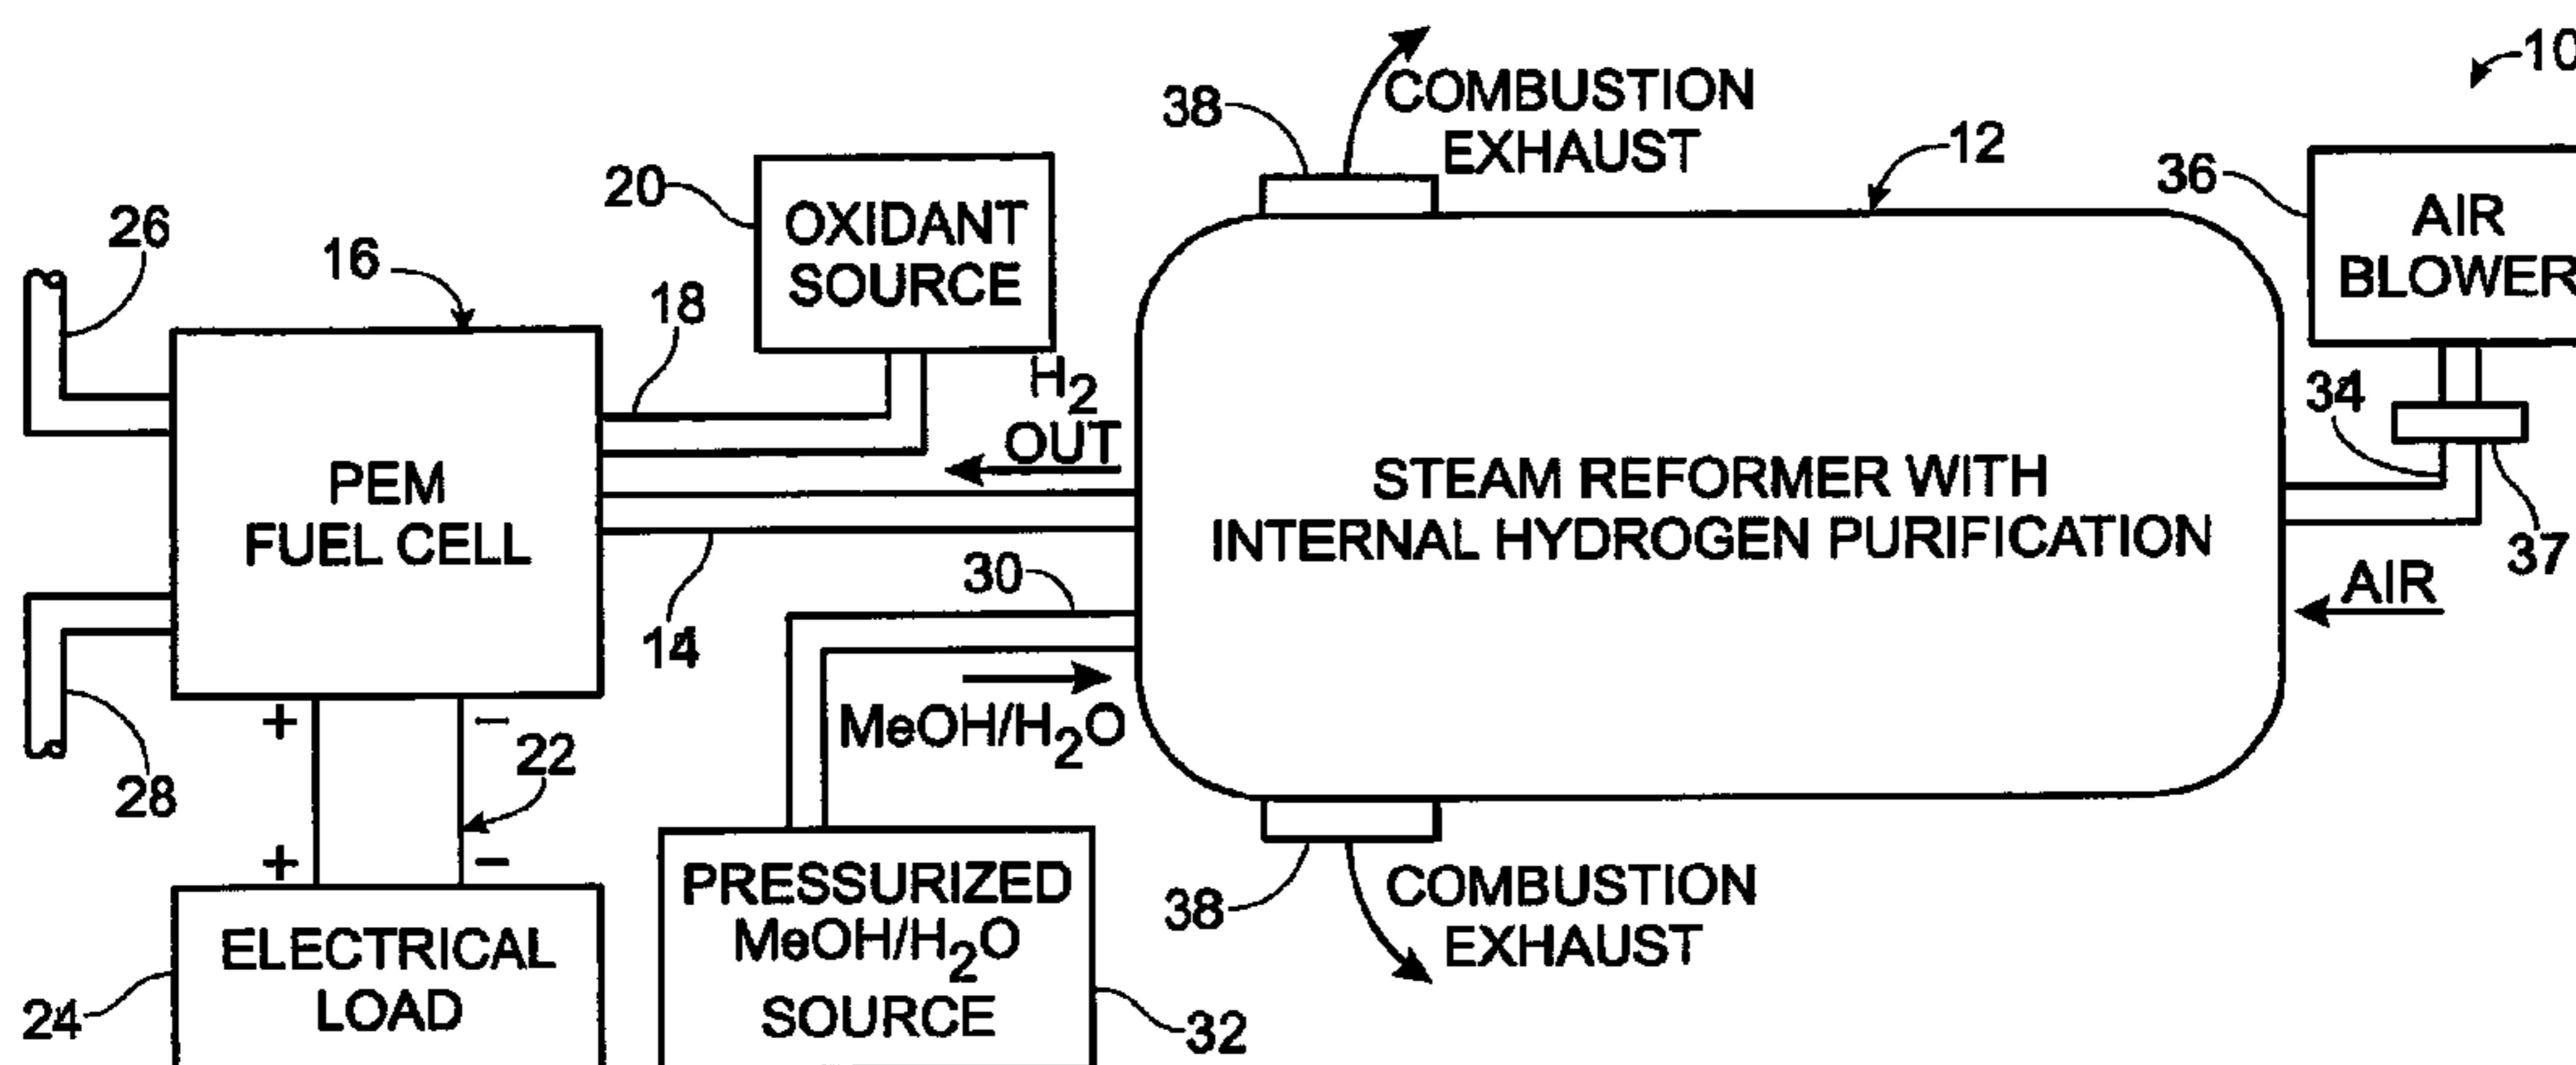 10
38
COMBUSTION
EXHAUST
12
36
AIR
BLOWER
20
OXIDANT
SOURCE
26
16
18
H2
OUT
34
37
PEM
FUEL CELL
STEAM REFORMER WITH
INTERNAL HYDROGEN PURIFICATION
AIR
30
14
MeOH/H2O
+
−
22
28
+
−
PRESSURIZED
MeOH/H2O
SOURCE
32
38
COMBUSTION
EXHAUST
ELECTRICAL
LOAD
24